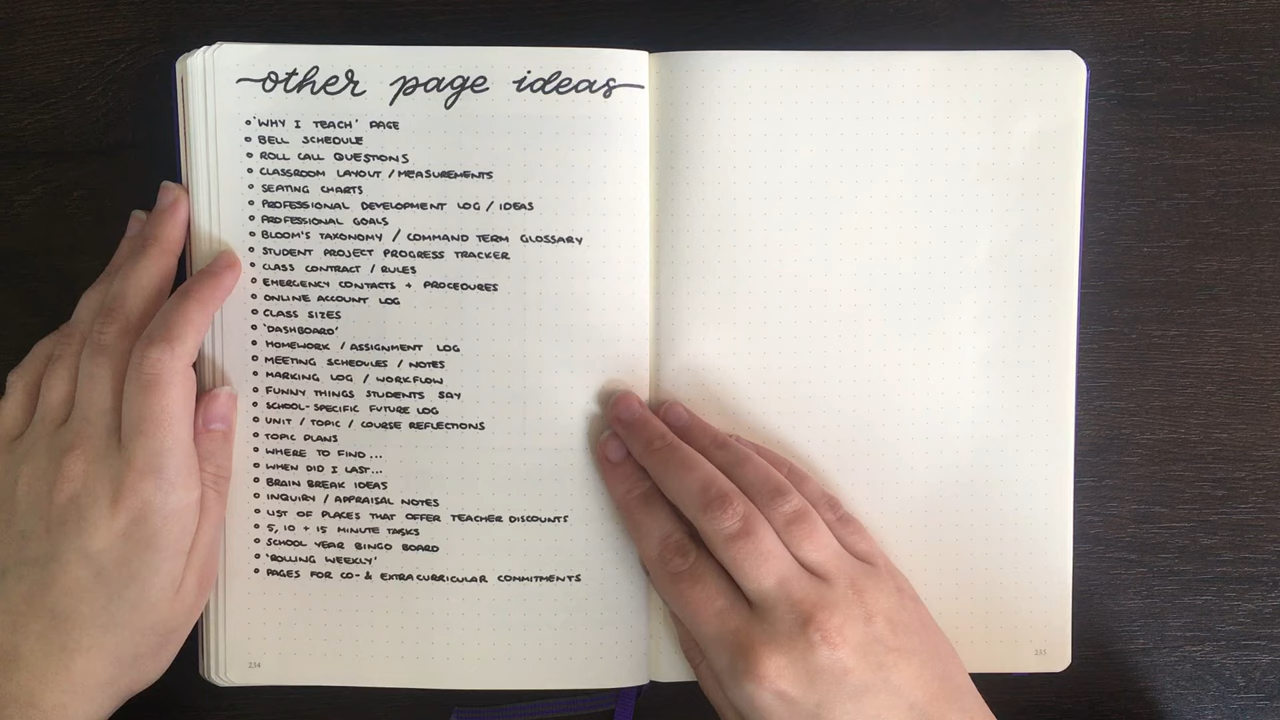 other page ideas
'WHY I TEACH' PAGE
BELL SCHEDULE
ROLL CALL QUESTIONS
CLASSROOM LAYOUT / MEASUREMENTS
SEATING CHARTS
PROFESSIONAL DEVELOPMENT LOG / IDEAS
PROFESSIONAL GOALS
BLOOM'S TAXONOMY / COMMAND TERM GLOSSARY
STUDENT PROJECT PROGRESS TRACKER
CLASS CONTRACT / RULES
EMERGENCY CONTACTS + PROCEDURES
ONLINE ACCOUNT LOG
CLASS SIZES
'DASHBOARD'
HOMEWORK / ASSIGNMENT LOG
MEETING SCHEDULES / NOTES
MARKING LOG / WORKFLOW
FUNNY THINGS STUDENTS SAY
SCHOOL-SPECIFIC FUTURE LOG
UNIT / TOPIC / COURSE REFLECTIONS
TOPIC PLANS
WHERE TO FIND...
WHEN DID I LAST...
BRAIN BREAK IDEAS
INQUIRY / APPRAISAL NOTES
LIST OF PLACES THAT OFFER TEACHER DISCOUNTS
5, 10 + 15 MINUTE TASKS
SCHOOL YEAR BINGO BOARD
'ROLLING WEEKLY'
PAGES FOR CO- & EXTRACURRICULAR COMMITMENTS
234
235